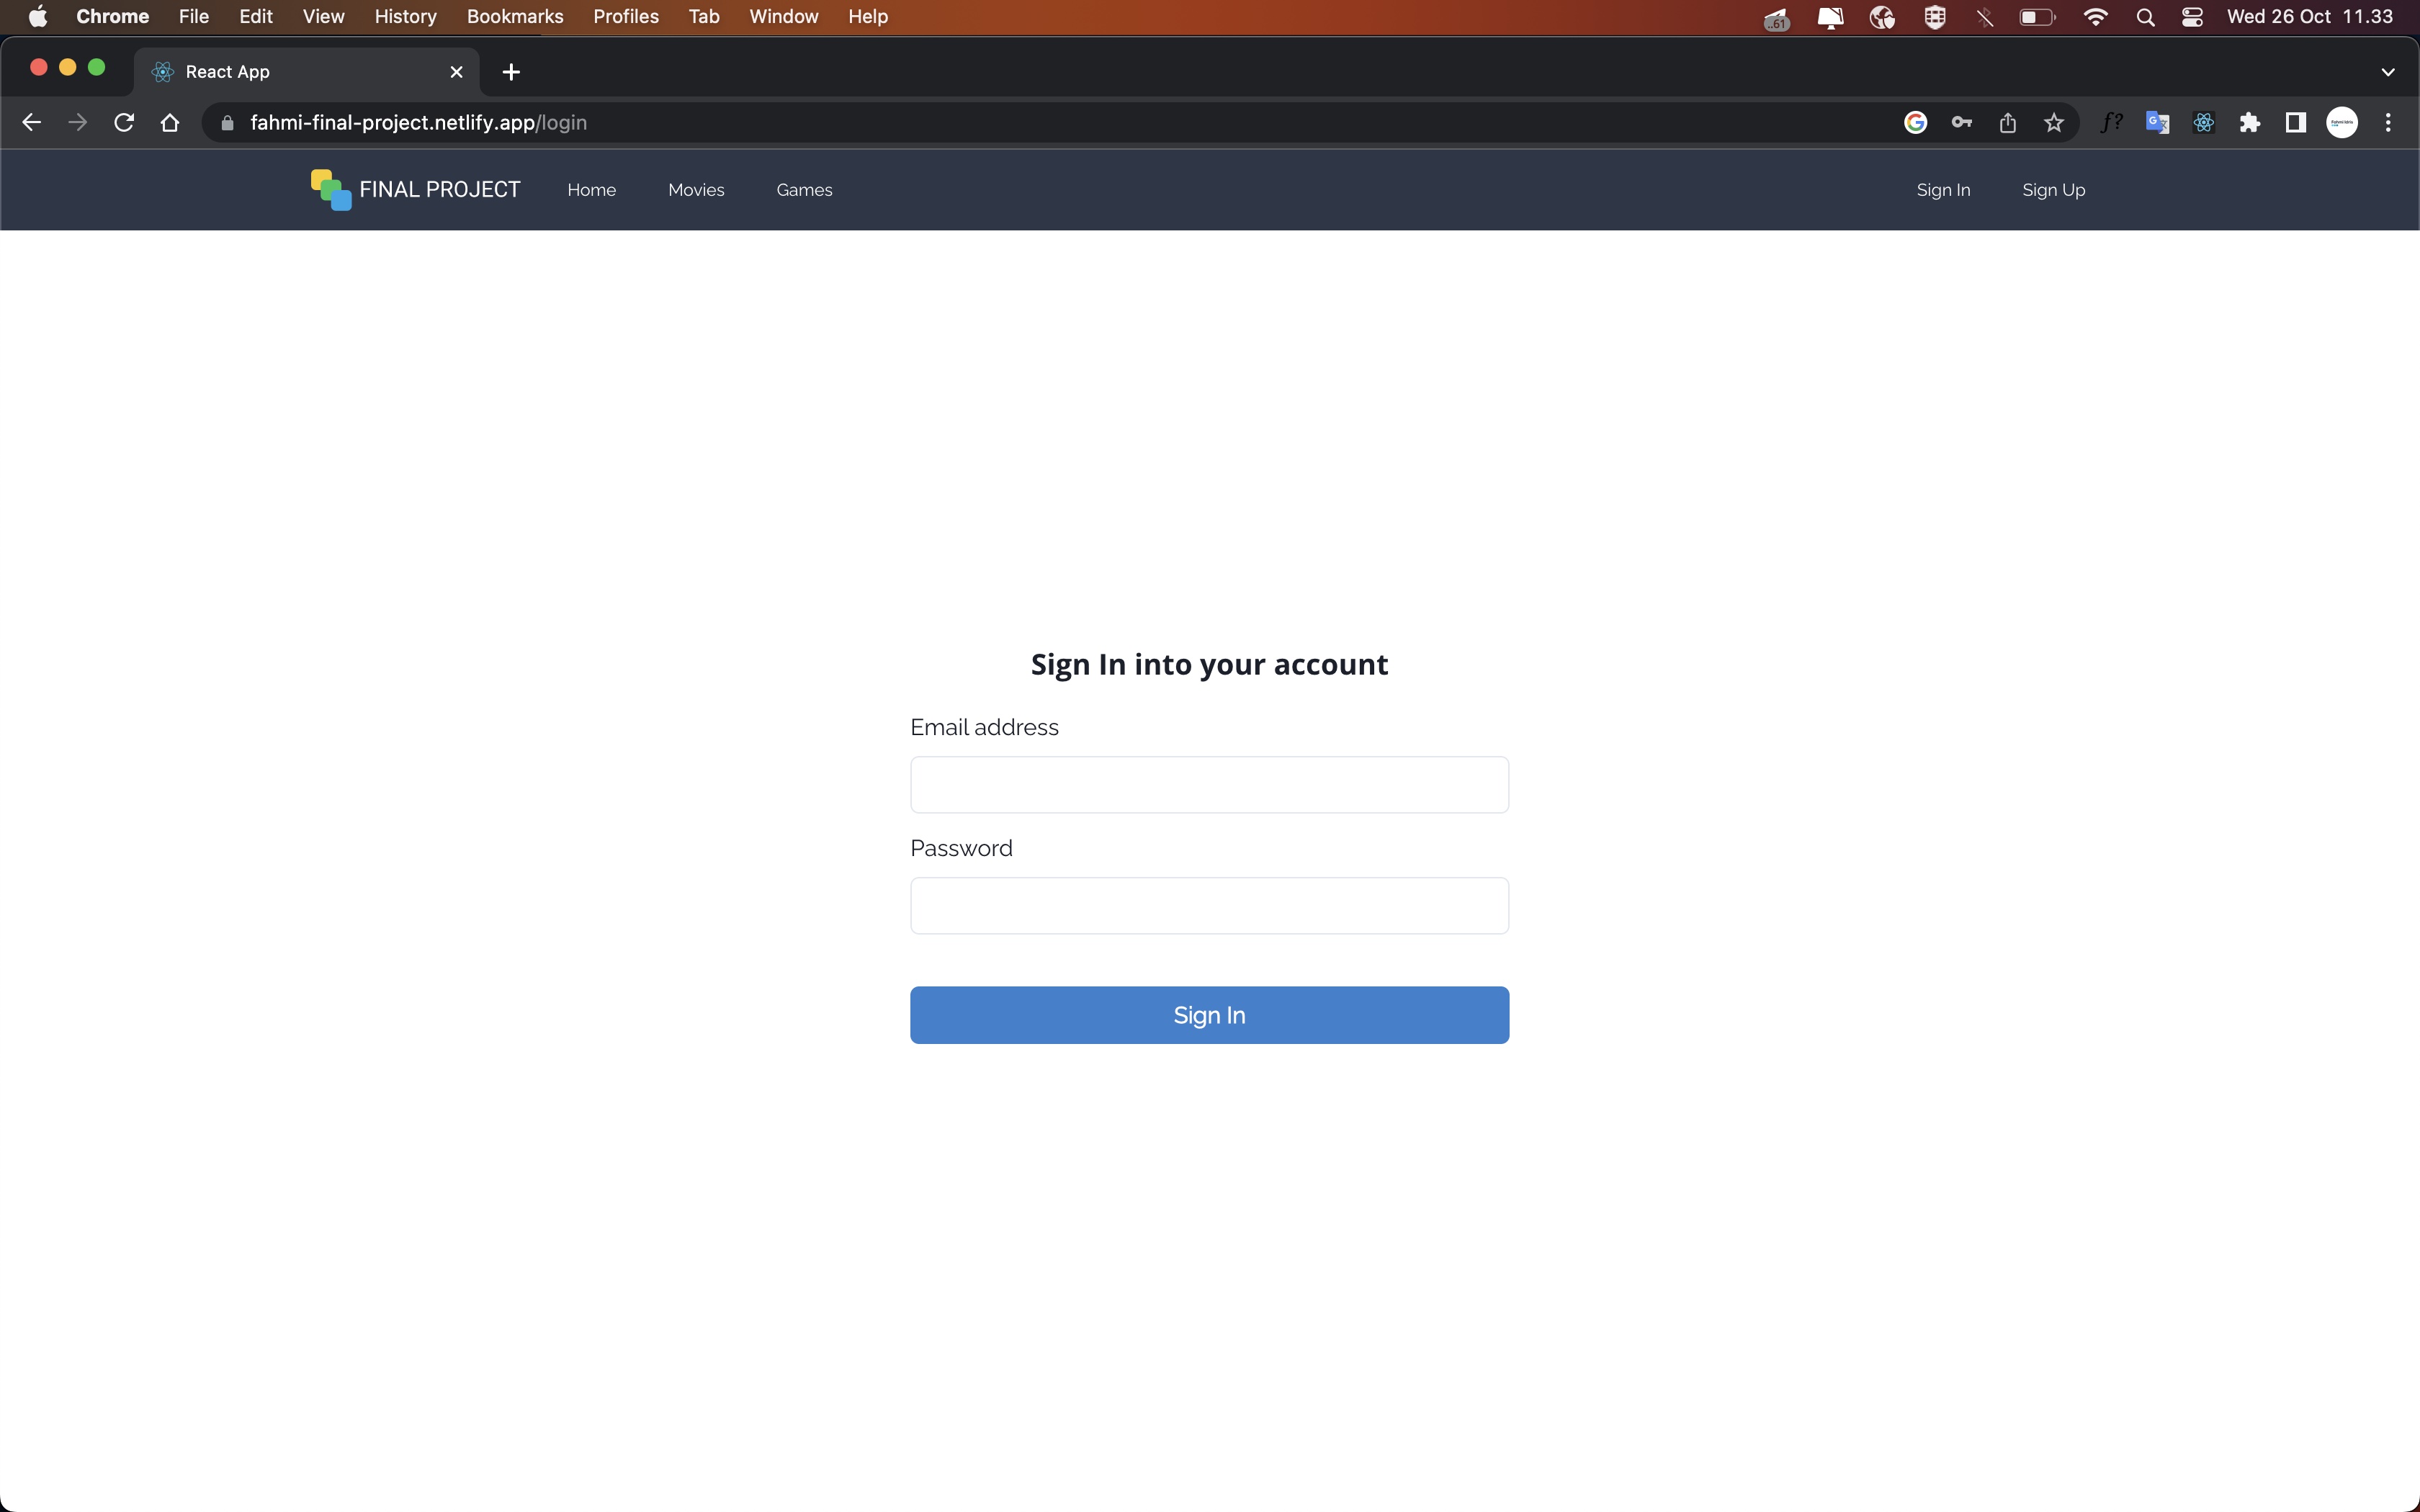 Chrome File Edit View History Bookmarks Profiles Tab Window Help ..61 Wed 26 Oct 11.33
React App
fahmi-final-project.netlify.app/login
FINAL PROJECT Home Movies Games Sign In Sign Up
Sign In into your account
Email address
Password
Sign In